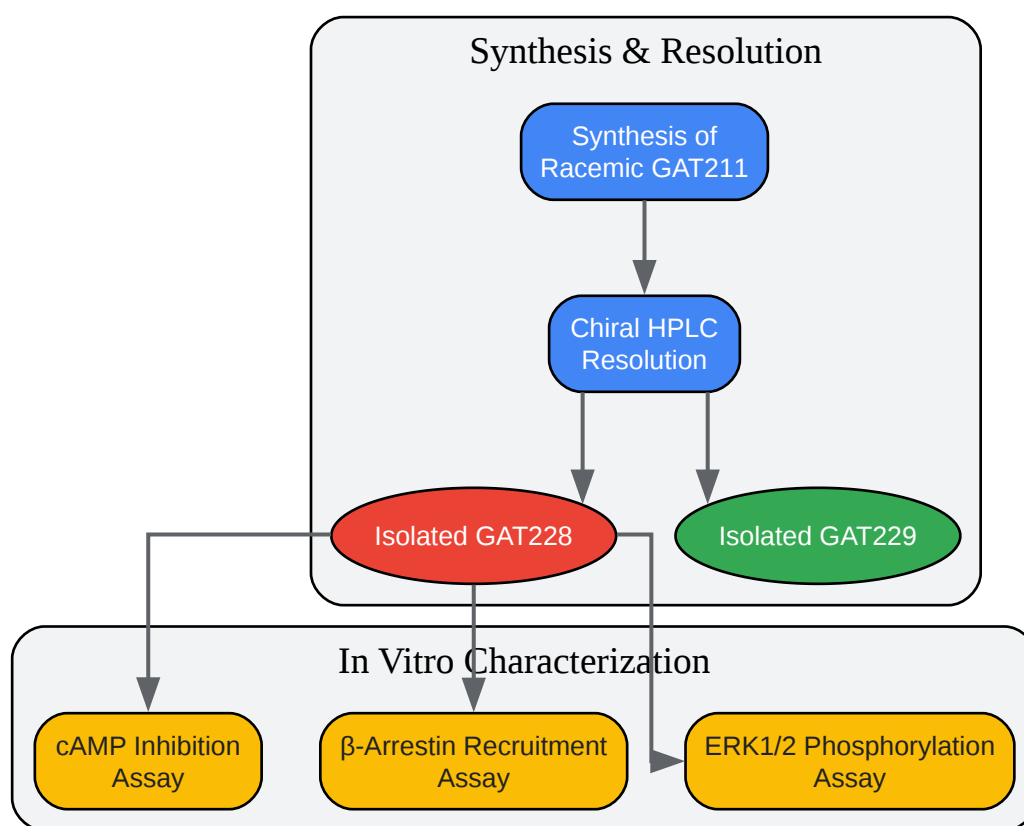 Synthesis & Resolution
Synthesis of
Racemic GAT211
Chiral HPLC
Resolution
Isolated GAT228
Isolated GAT229
In Vitro Characterization
cAMP Inhibition
Assay
β-Arrestin Recruitment
Assay
ERK1/2 Phosphorylation
Assay